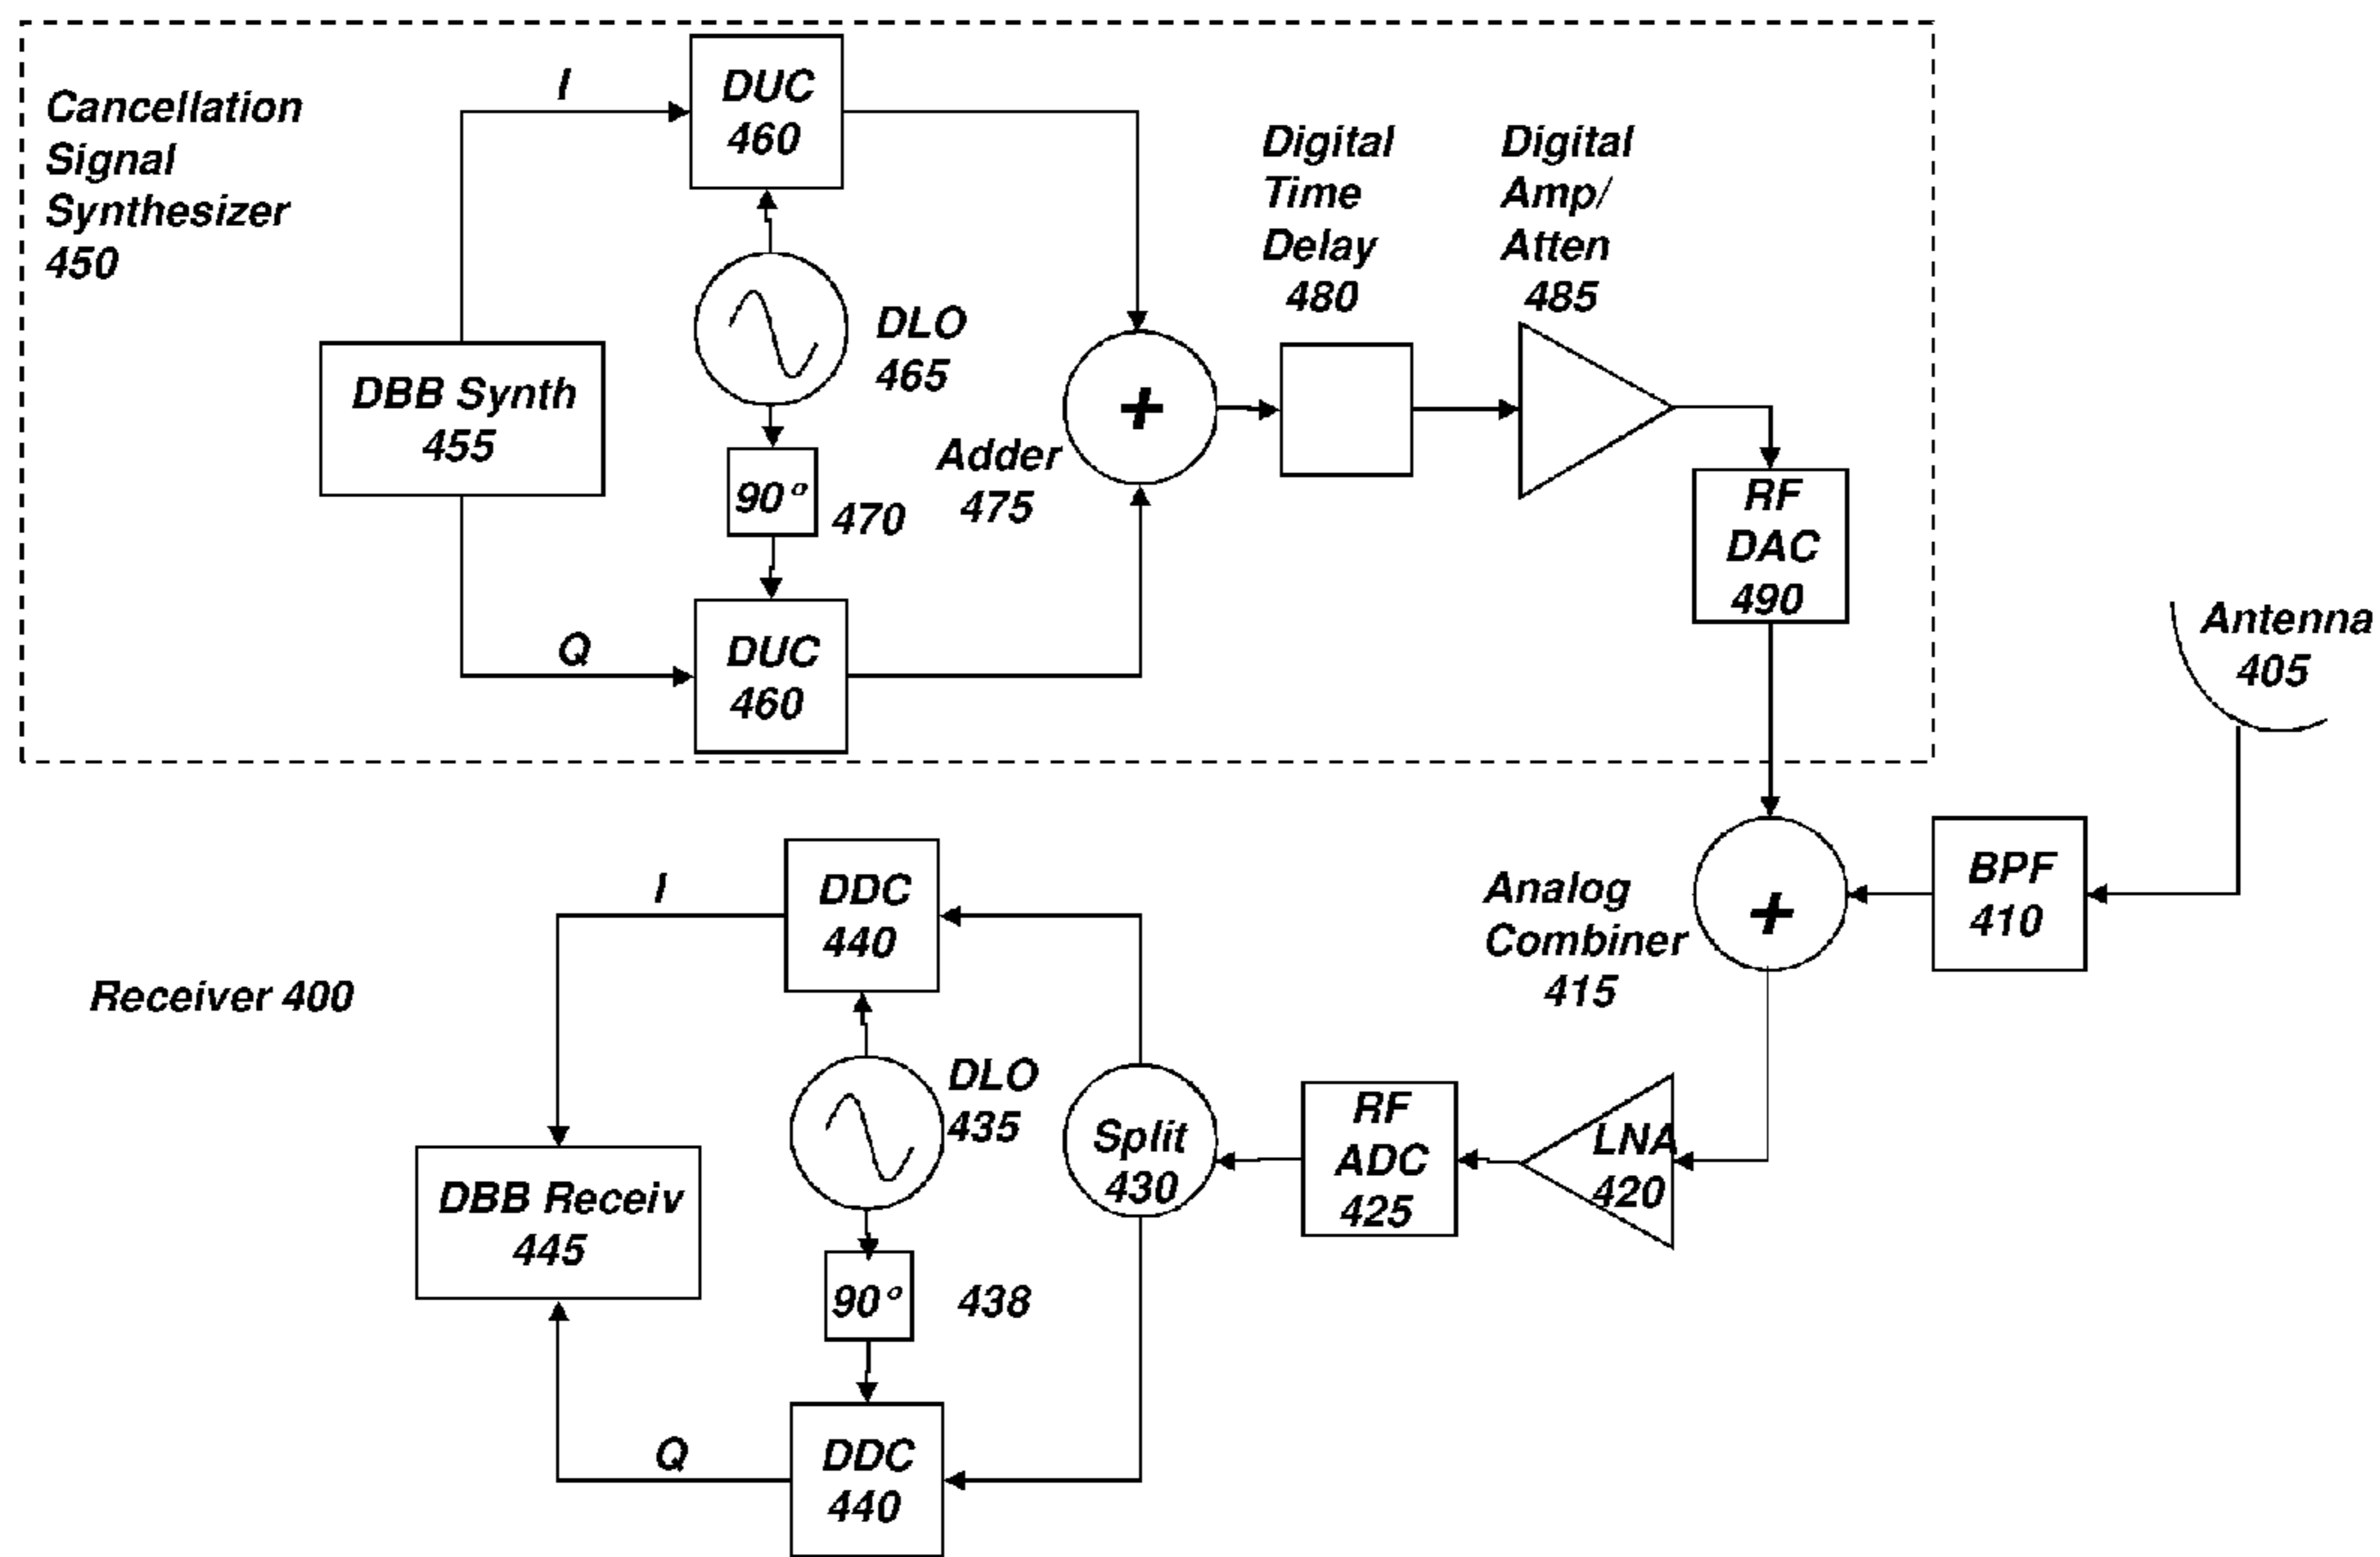 Cancellation
Signal
Synthesizer
450
I
DUC
460
DLO
465
DBB Synth
455
90°
470
Q
DUC
460
Adder
475
+
Digital
Time
Delay
480
Digital
Amp/
Atten
485
RF
DAC
490
Antenna
405
BPF
410
+
Analog
Combiner
415
LNA
420
RF
ADC
425
Split
430
I
DDC
440
DLO
435
Receiver 400
DBB Receiv
445
90°
438
Q
DDC
440